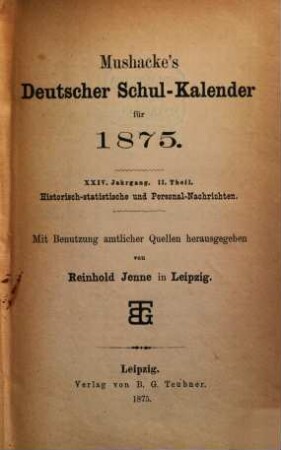 Mushacke's
Deutscher Schul-Kalender
für
1875.
XXIV. Jahrgang. II. Theil.
Historisch-statistische und Personal-Nachrichten.
Mit Benutzung amtlicher Quellen herausgegeben
von
Reinhold Jenne in Leipzig.
BTG
Leipzig.
Verlag von B. G. Teubner.
1875.